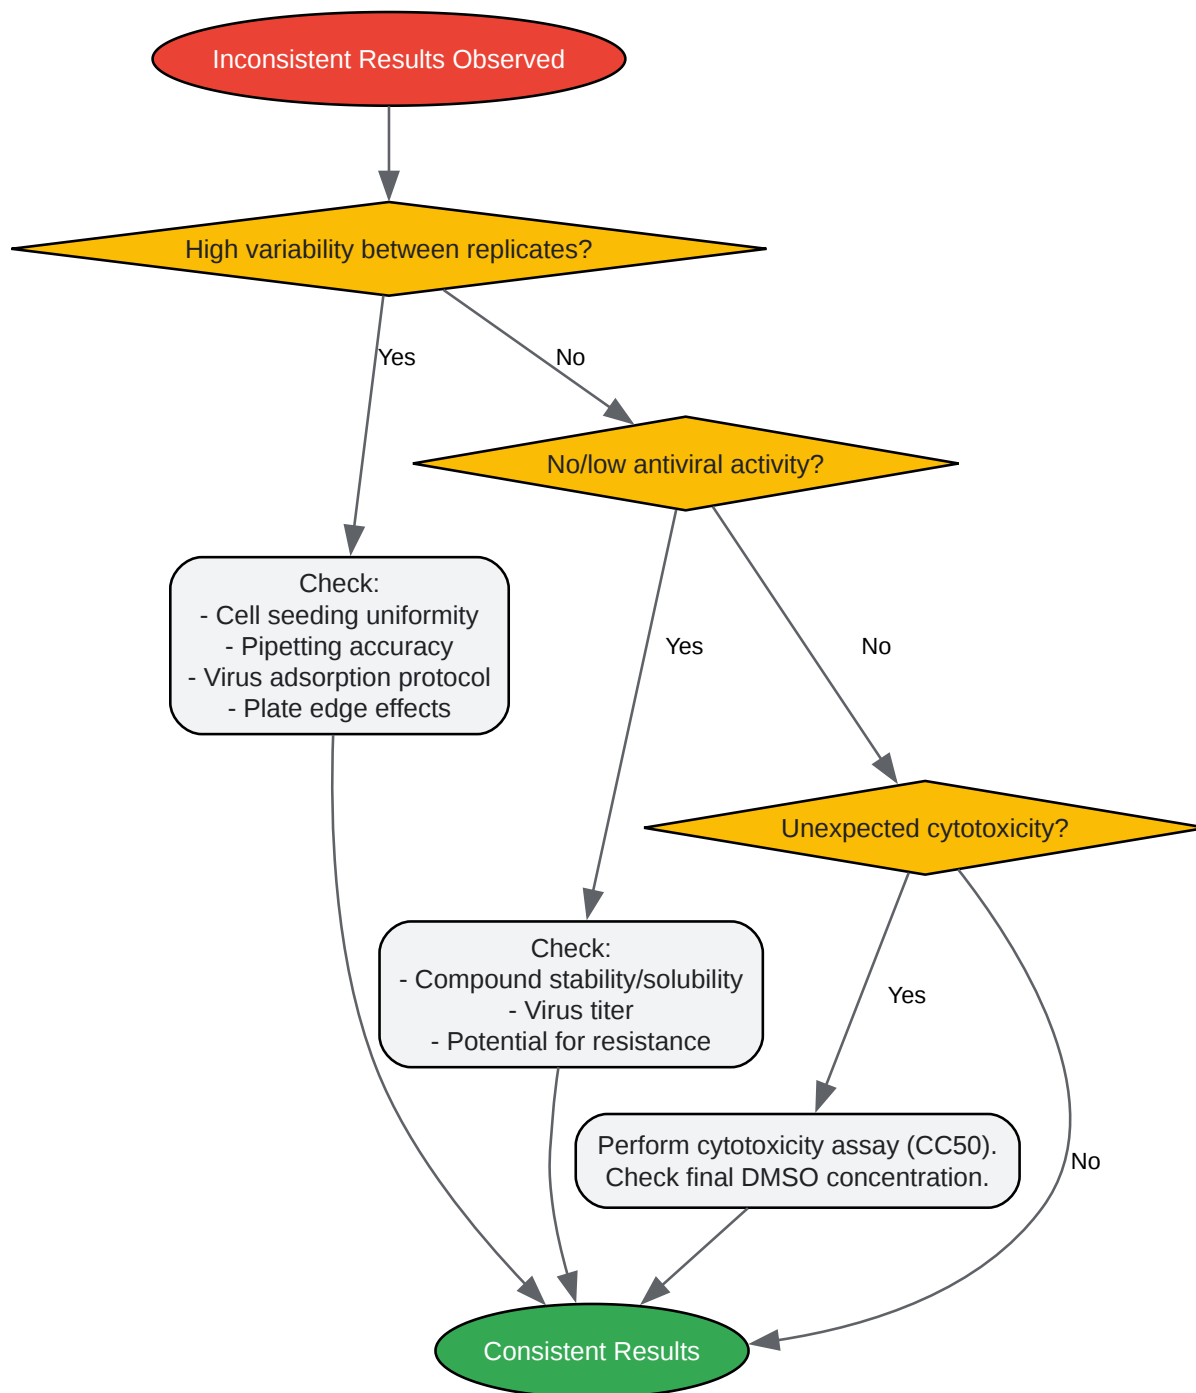 Inconsistent Results Observed
High variability between replicates?
Yes
No
No/low antiviral activity?
Check:
- Cell seeding uniformity
- Pipetting accuracy
- Virus adsorption protocol
- Plate edge effects
Yes
No
Unexpected cytotoxicity?
Check:
- Compound stability/solubility
- Virus titer
- Potential for resistance
Yes
No
Perform cytotoxicity assay (CC50).
Check final DMSO concentration.
Consistent Results